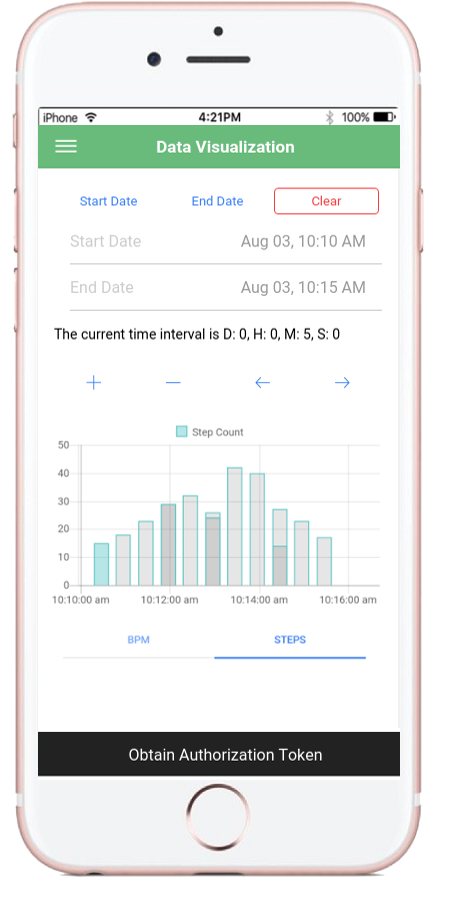 iPhone 4:21PM 100%
Data Visualization
Start Date End Date Clear
Start Date Aug 03, 10:10 AM
End Date Aug 03, 10:15 AM
The current time interval is D: 0, H: 0, M: 5, S: 0
Step Count
50
40
30
20
10
0
10:10:00 am 10:12:00 am 10:14:00 am 10:16:00 am
BPM STEPS
Obtain Authorization Token